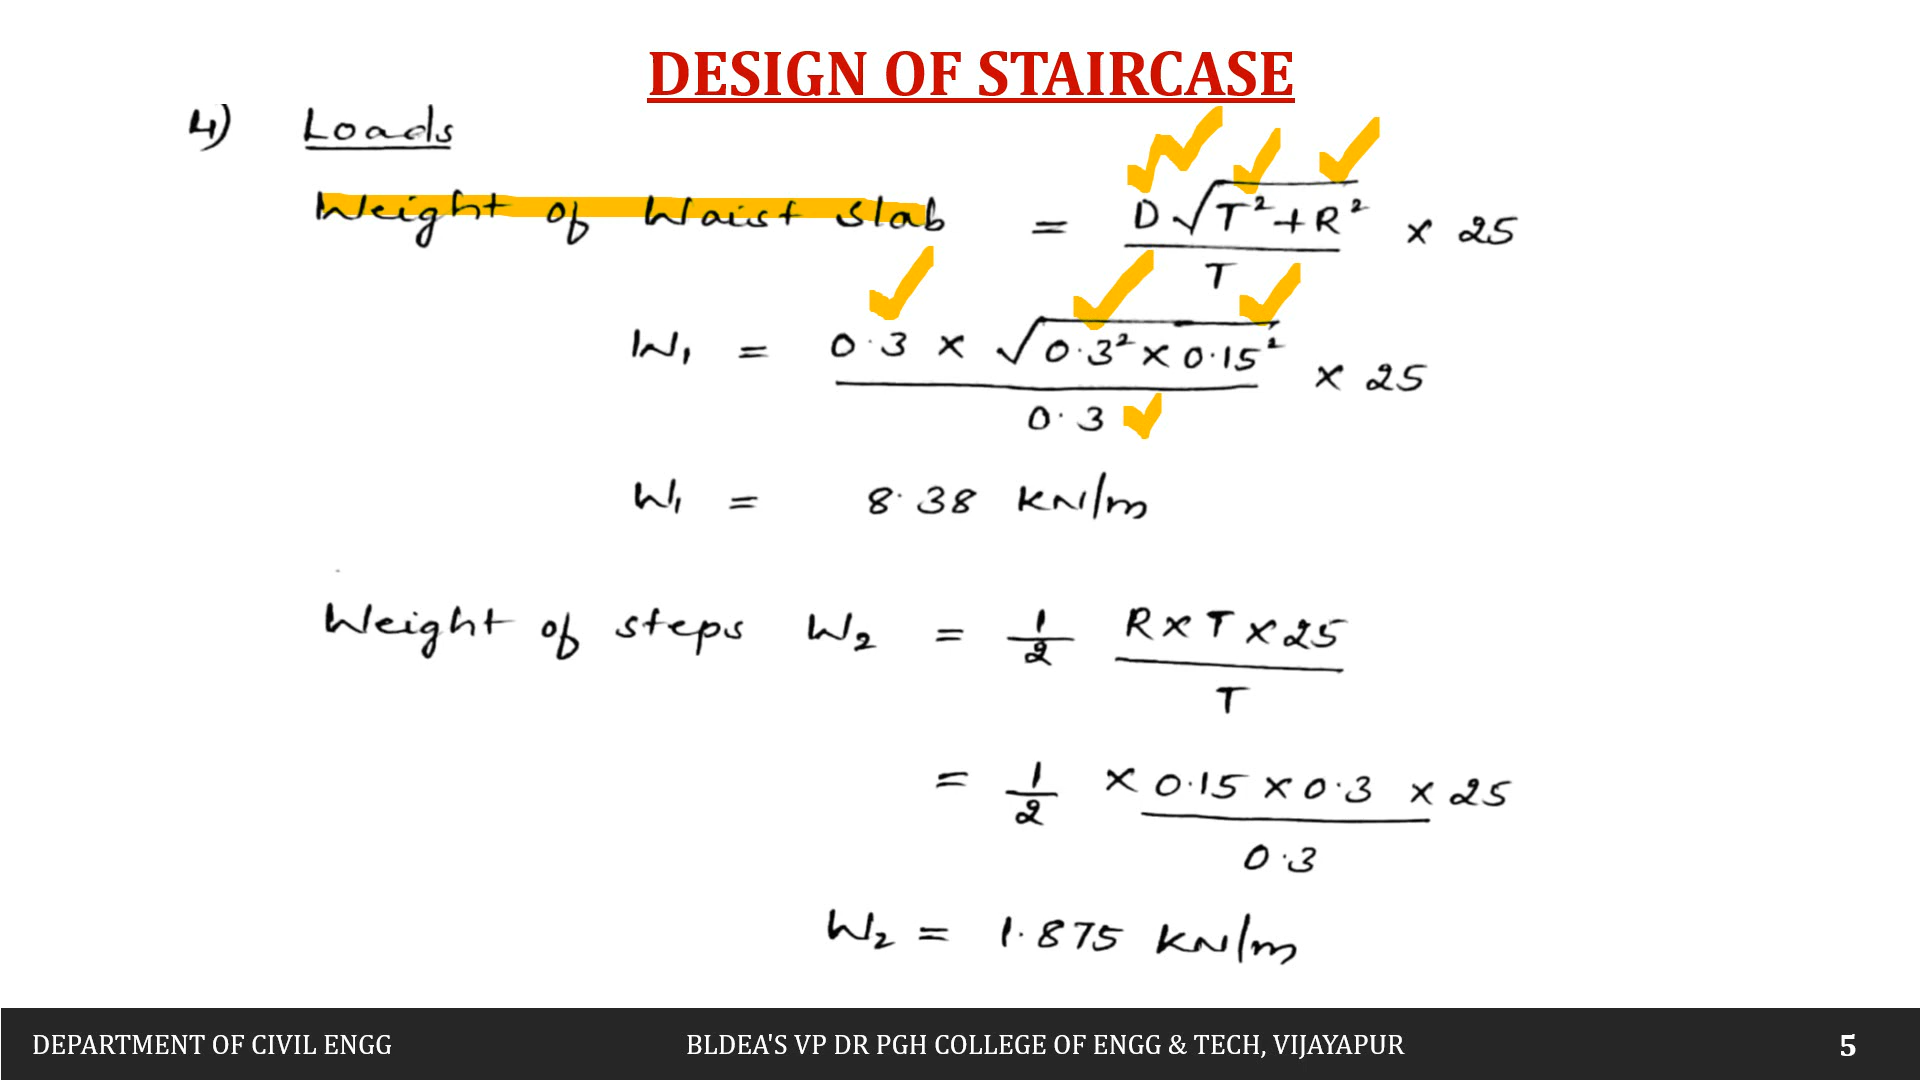 DESIGN OF STAIRCASE
4) Loads
Weight of Waist slab = D√T²+R² / T × 25
W₁ = 0.3 × √0.3² × 0.15² / 0.3 × 25
W₁ = 8.38 kN/m
Weight of steps W₂ = 1/2 R×T×25 / T
= 1/2 × 0.15 × 0.3 × 25 / 0.3
W₂ = 1.875 kN/m
DEPARTMENT OF CIVIL ENGG BLDEA'S VP DR PGH COLLEGE OF ENGG & TECH, VIJAYAPUR 5